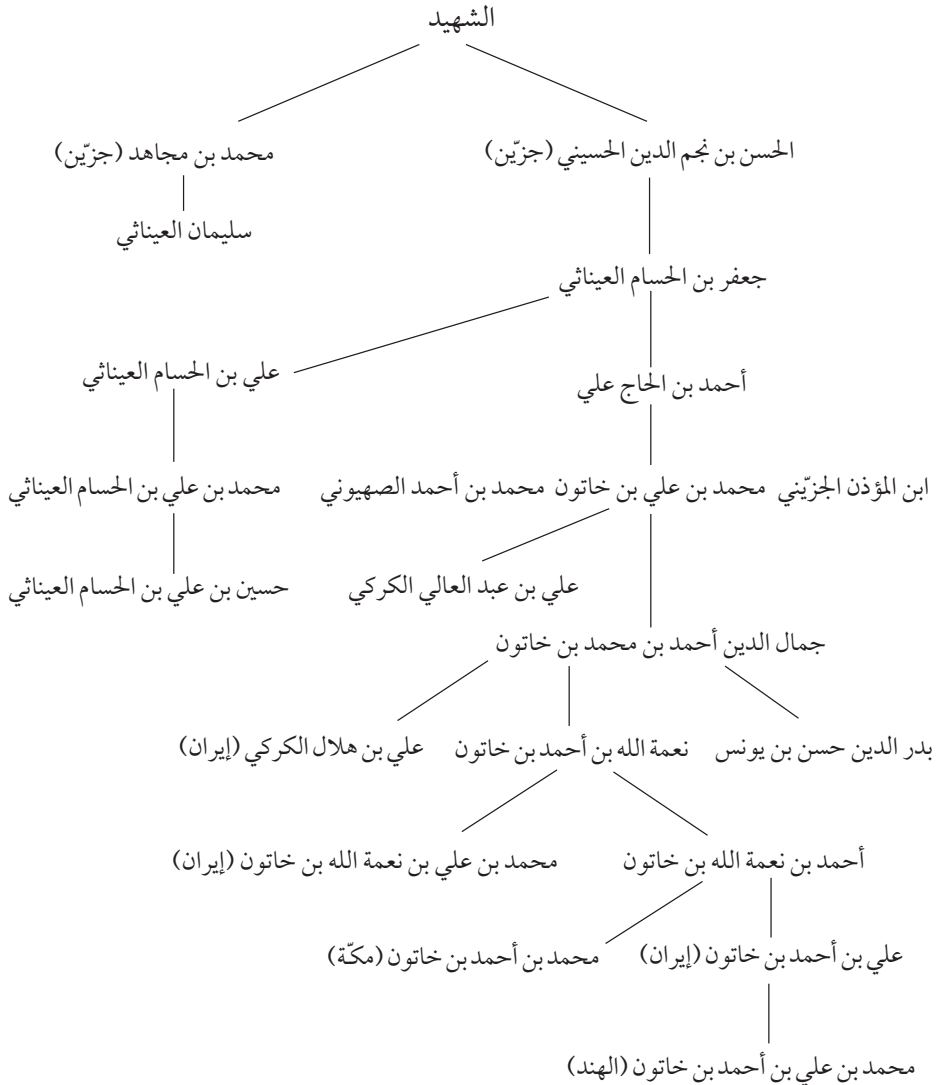 الشهيد
الحسن بن نجم الدين الحسيني (جزّين) محمد بن مجاهد (جزّين)
سليمان العيناثي
جعفر بن الحسام العيناثي
أحمد بن الحاج علي علي بن الحسام العيناثي
ابن المؤذن الجزّيني محمد بن علي بن خاتون محمد بن أحمد الصهيوني محمد بن علي بن الحسام العيناثي
علي بن عبد العالي الكركي حسين بن علي بن الحسام العيناثي
جمال الدين أحمد بن محمد بن خاتون
بدر الدين حسن بن يونس نعمة الله بن أحمد بن خاتون علي بن هلال الكركي (إيران)
أحمد بن نعمة الله بن خاتون محمد بن علي بن نعمة الله بن خاتون (إيران)
علي بن أحمد بن خاتون (إيران) محمد بن أحمد بن خاتون (مكّة)
محمد بن علي بن أحمد بن خاتون (الهند)